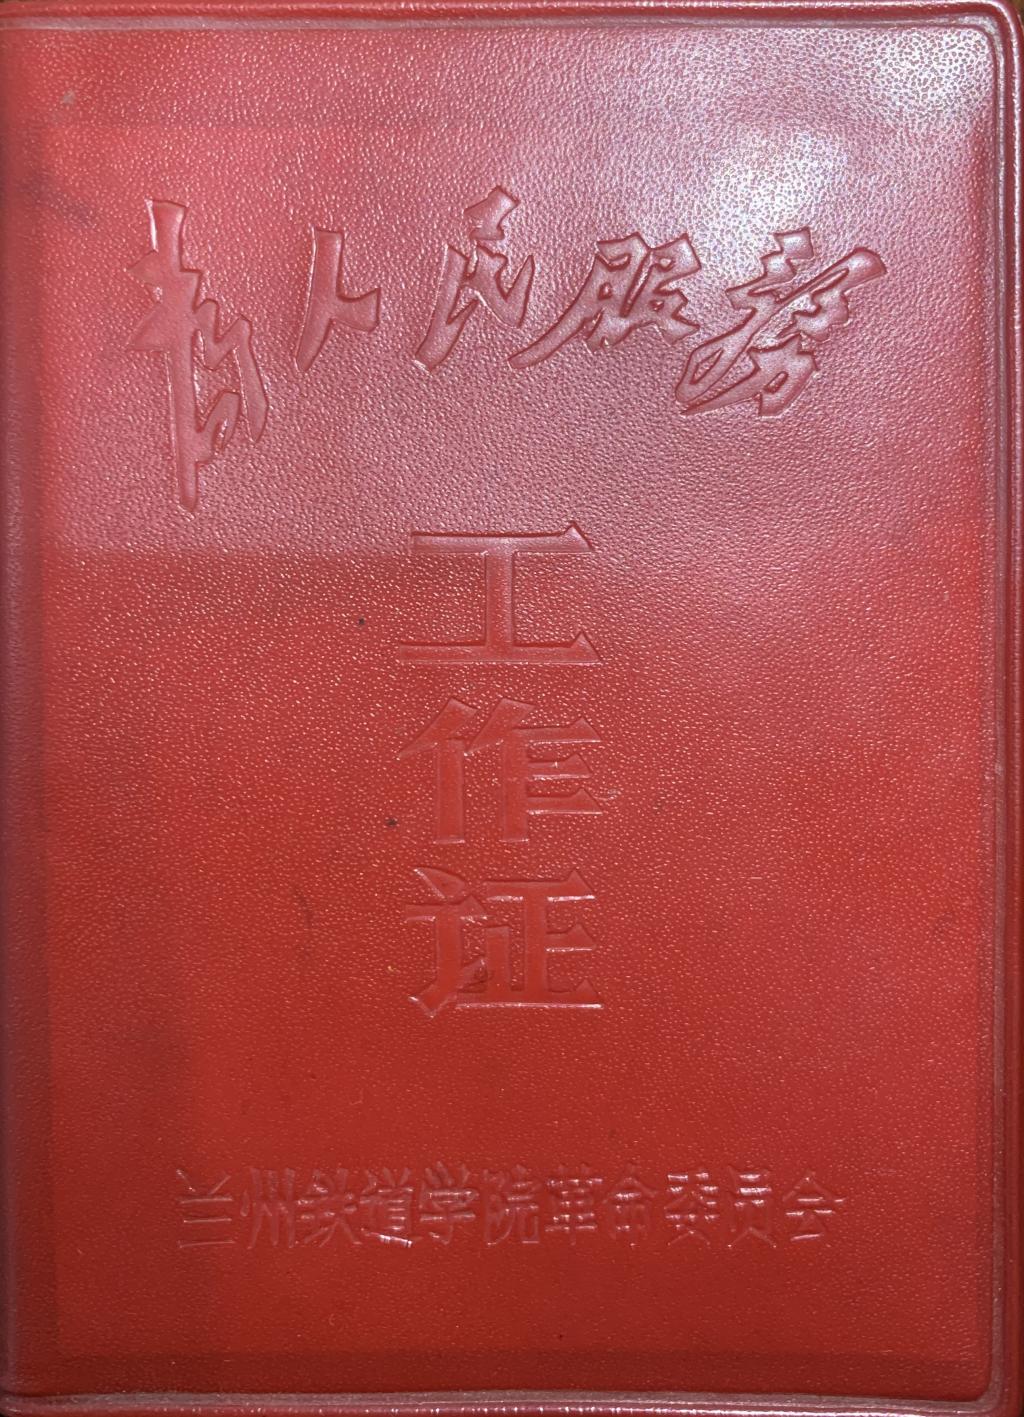 为人民服务
工作证
兰州铁道学院革命委员会